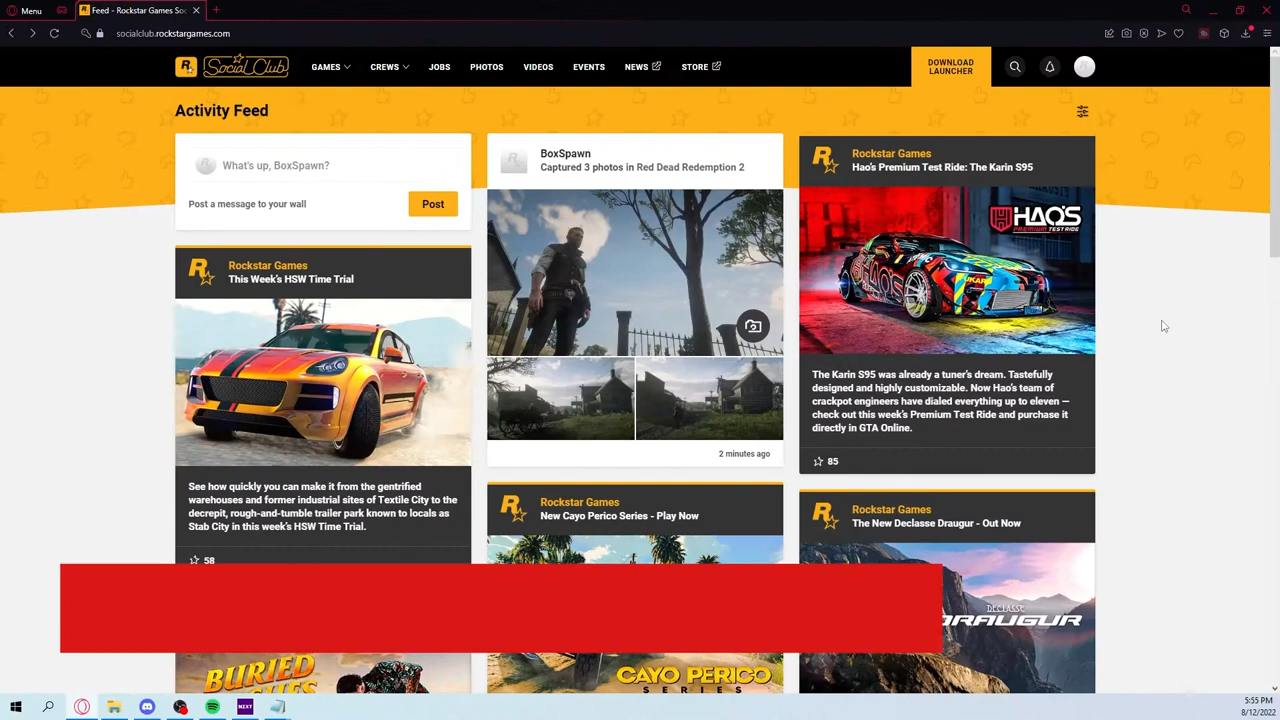 Menu
Feed - Rockstar Games Soc
socialclub.rockstargames.com
R
Social Club
GAMES
CREWS
JOBS
PHOTOS
VIDEOS
EVENTS
NEWS
STORE
DOWNLOAD
LAUNCHER
Activity Feed
What's up, BoxSpawn?
Post a message to your wall
Post
Rockstar Games
This Week's HSW Time Trial
See how quickly you can make it from the gentrified
warehouses and former industrial sites of Textile City to the
decrepit, rough-and-tumble trailer park known to locals as
Stab City in this week's HSW Time Trial.
58
BURIED
BoxSpawn
Captured 3 photos in Red Dead Redemption 2
2 minutes ago
Rockstar Games
New Cayo Perico Series - Play Now
CAYO PERICO
SERIES
Rockstar Games
Hao's Premium Test Ride: The Karin S95
HAO'S
PREMIUM TEST RIDE
The Karin S95 was already a tuner's dream. Tastefully
designed and highly customizable. Now Hao's team of
crackpot engineers have dialed everything up to eleven —
check out this week's Premium Test Ride and purchase it
directly in GTA Online.
85
Rockstar Games
The New Declasse Draugur - Out Now
DECLASSE
NZXT
5:55 PM
8/12/2022